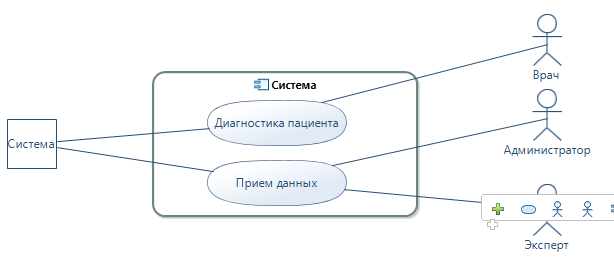 Врач
Система
Диагностика пациента
Система
Администратор
Прием данных
Эксперт